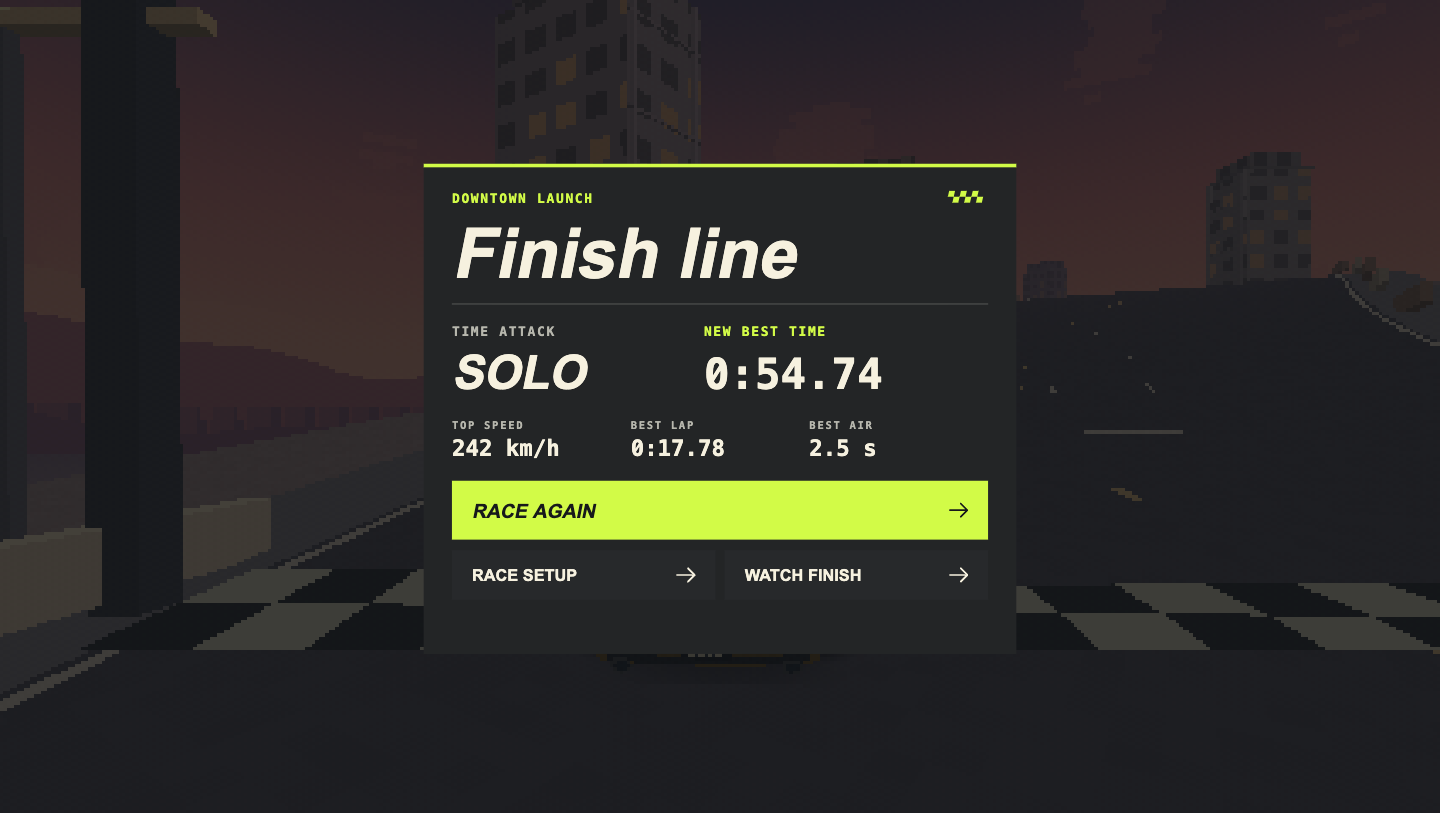 DOWNTOWN LAUNCH
Finish line
TIME ATTACK NEW BEST TIME
SOLO 0:54.74
TOP SPEED BEST LAP BEST AIR
242 km/h 0:17.78 2.5 s
RACE AGAIN →
RACE SETUP → WATCH FINISH →